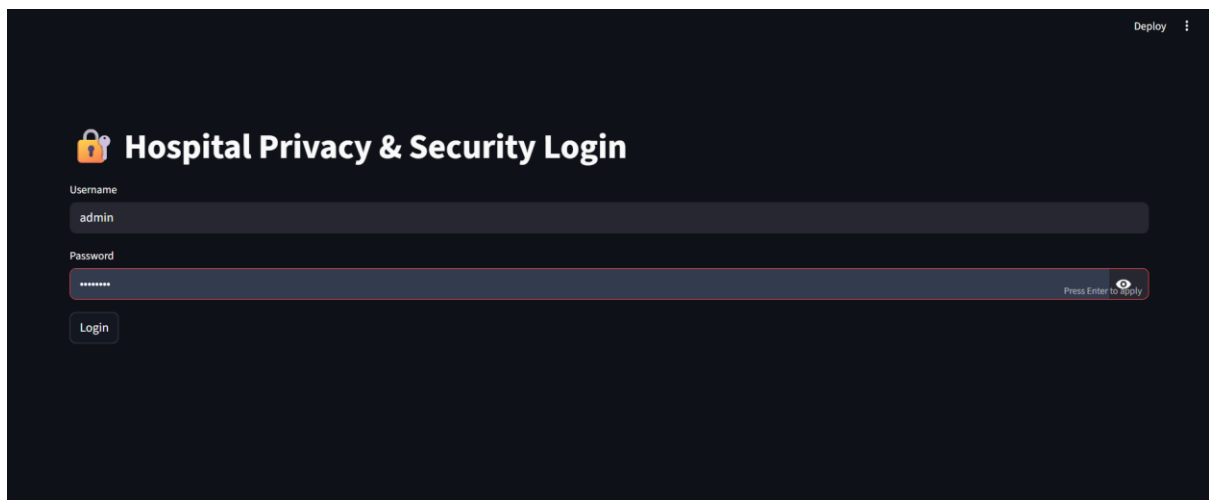 Deploy
Hospital Privacy & Security Login
Username
admin
Password
••••••••
Press Enter to apply
Login